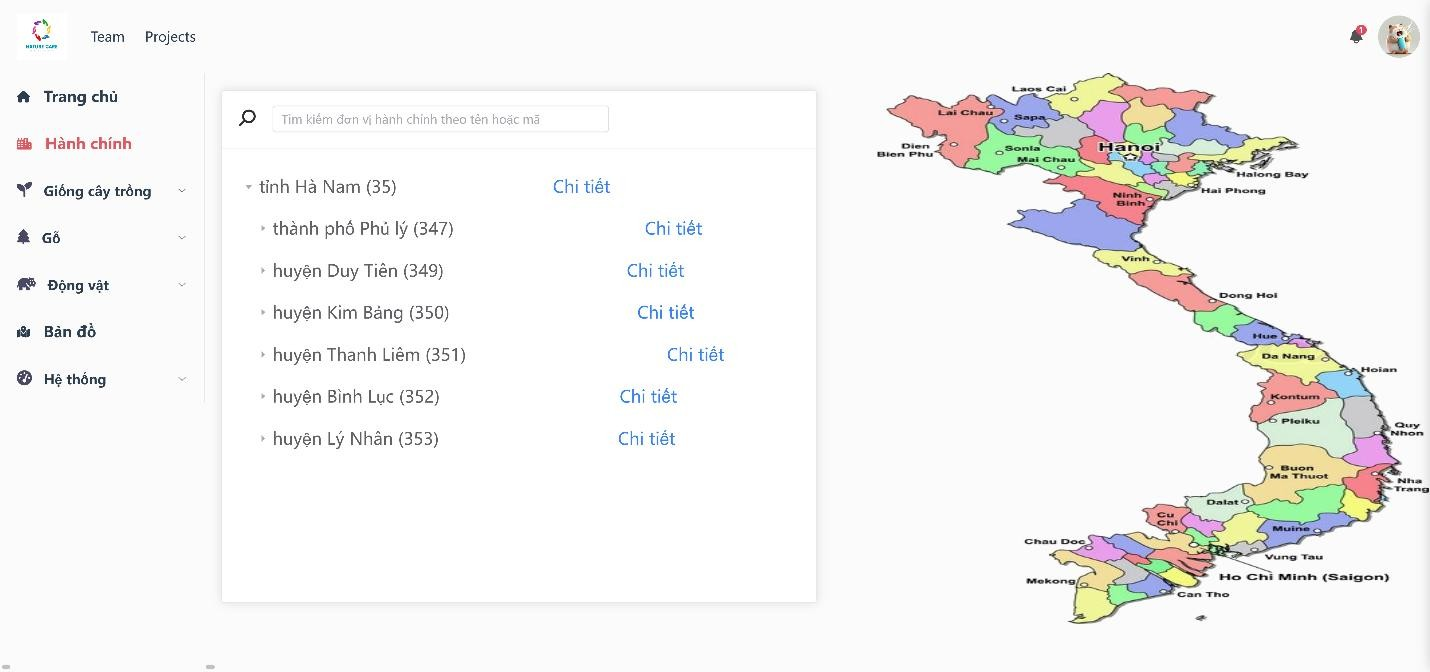 NATURE CARE
Team Projects
1
Trang chủ
Hành chính
Giống cây trồng
Gỗ
Động vật
Bản đồ
Hệ thống
Tìm kiếm đơn vị hành chính theo tên hoặc mã
tỉnh Hà Nam (35) Chi tiết
thành phố Phủ lý (347) Chi tiết
huyện Duy Tiên (349) Chi tiết
huyện Kim Bảng (350) Chi tiết
huyện Thanh Liêm (351) Chi tiết
huyện Bình Lục (352) Chi tiết
huyện Lý Nhân (353) Chi tiết
Laos Cai
Lai Chau
Sapa
Dien
Bien Phu
Sonla
Mai Chau
Hanoi
Halong Bay
Hai Phong
Ninh
Binh
Vinh
Dong Hoi
Hue
Da Nang
Hoian
Kontum
Pleiku
Quy
Nhon
Buon
Ma Thuot
Nha
Trang
Dalat
Cu
Chi
Muine
Chau Doc
Vung Tau
Ho Chi Minh (Saigon)
Mekong
Can Tho